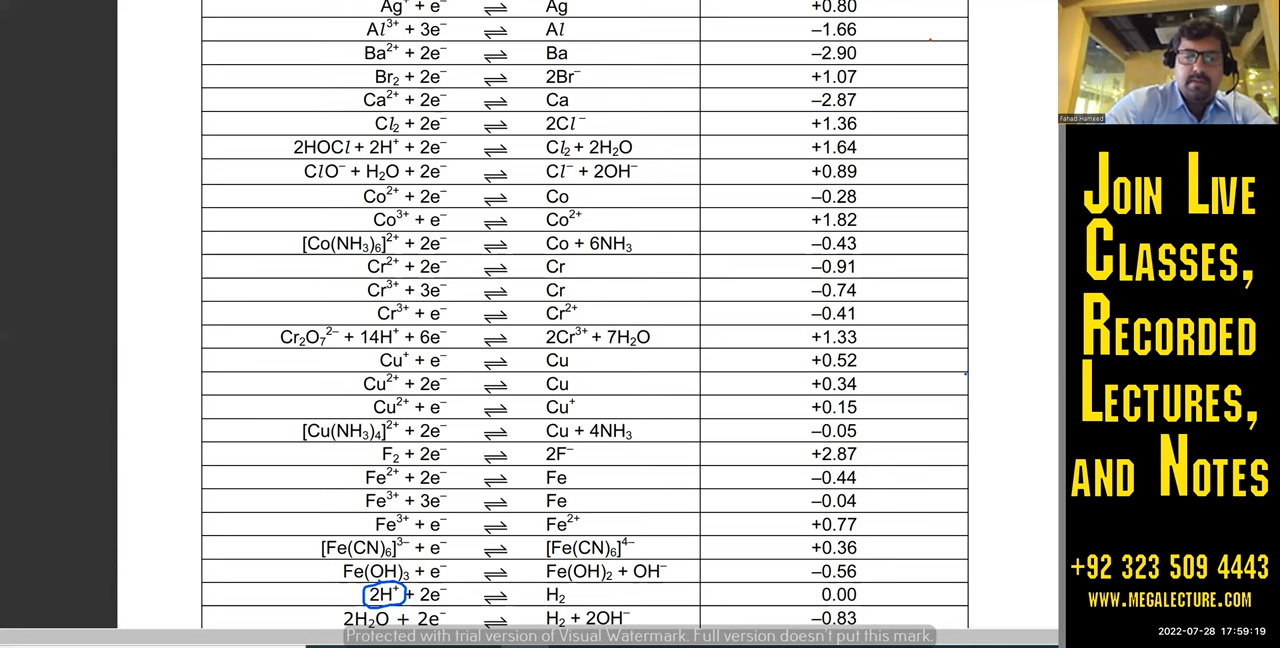 Ag⁺ + e⁻ ⇌ Ag +0.80
Al³⁺ + 3e⁻ ⇌ Al –1.66
Ba²⁺ + 2e⁻ ⇌ Ba –2.90
Br₂ + 2e⁻ ⇌ 2Br⁻ +1.07
Ca²⁺ + 2e⁻ ⇌ Ca –2.87
Cl₂ + 2e⁻ ⇌ 2Cl⁻ +1.36
2HOCl + 2H⁺ + 2e⁻ ⇌ Cl₂ + 2H₂O +1.64
ClO⁻ + H₂O + 2e⁻ ⇌ Cl⁻ + 2OH⁻ +0.89
Co²⁺ + 2e⁻ ⇌ Co –0.28
Co³⁺ + e⁻ ⇌ Co²⁺ +1.82
[Co(NH₃)₆]²⁺ + 2e⁻ ⇌ Co + 6NH₃ –0.43
Cr²⁺ + 2e⁻ ⇌ Cr –0.91
Cr³⁺ + 3e⁻ ⇌ Cr –0.74
Cr³⁺ + e⁻ ⇌ Cr²⁺ –0.41
Cr₂O₇²⁻ + 14H⁺ + 6e⁻ ⇌ 2Cr³⁺ + 7H₂O +1.33
Cu⁺ + e⁻ ⇌ Cu +0.52
Cu²⁺ + 2e⁻ ⇌ Cu +0.34
Cu²⁺ + e⁻ ⇌ Cu⁺ +0.15
[Cu(NH₃)₄]²⁺ + 2e⁻ ⇌ Cu + 4NH₃ –0.05
F₂ + 2e⁻ ⇌ 2F⁻ +2.87
Fe²⁺ + 2e⁻ ⇌ Fe –0.44
Fe³⁺ + 3e⁻ ⇌ Fe –0.04
Fe³⁺ + e⁻ ⇌ Fe²⁺ +0.77
[Fe(CN)₆]³⁻ + e⁻ ⇌ [Fe(CN)₆]⁴⁻ +0.36
Fe(OH)₃ + e⁻ ⇌ Fe(OH)₂ + OH⁻ –0.56
2H⁺ + 2e⁻ ⇌ H₂ 0.00
2H₂O + 2e⁻ ⇌ H₂ + 2OH⁻ –0.83
Protected with trial version of Visual Watermark. Full version doesn't put this mark.
Fahad Hameed
JOIN LIVE
CLASSES,
RECORDED
LECTURES,
AND NOTES
+92 323 509 4443
WWW.MEGALECTURE.COM
2022-07-28 17:59:19